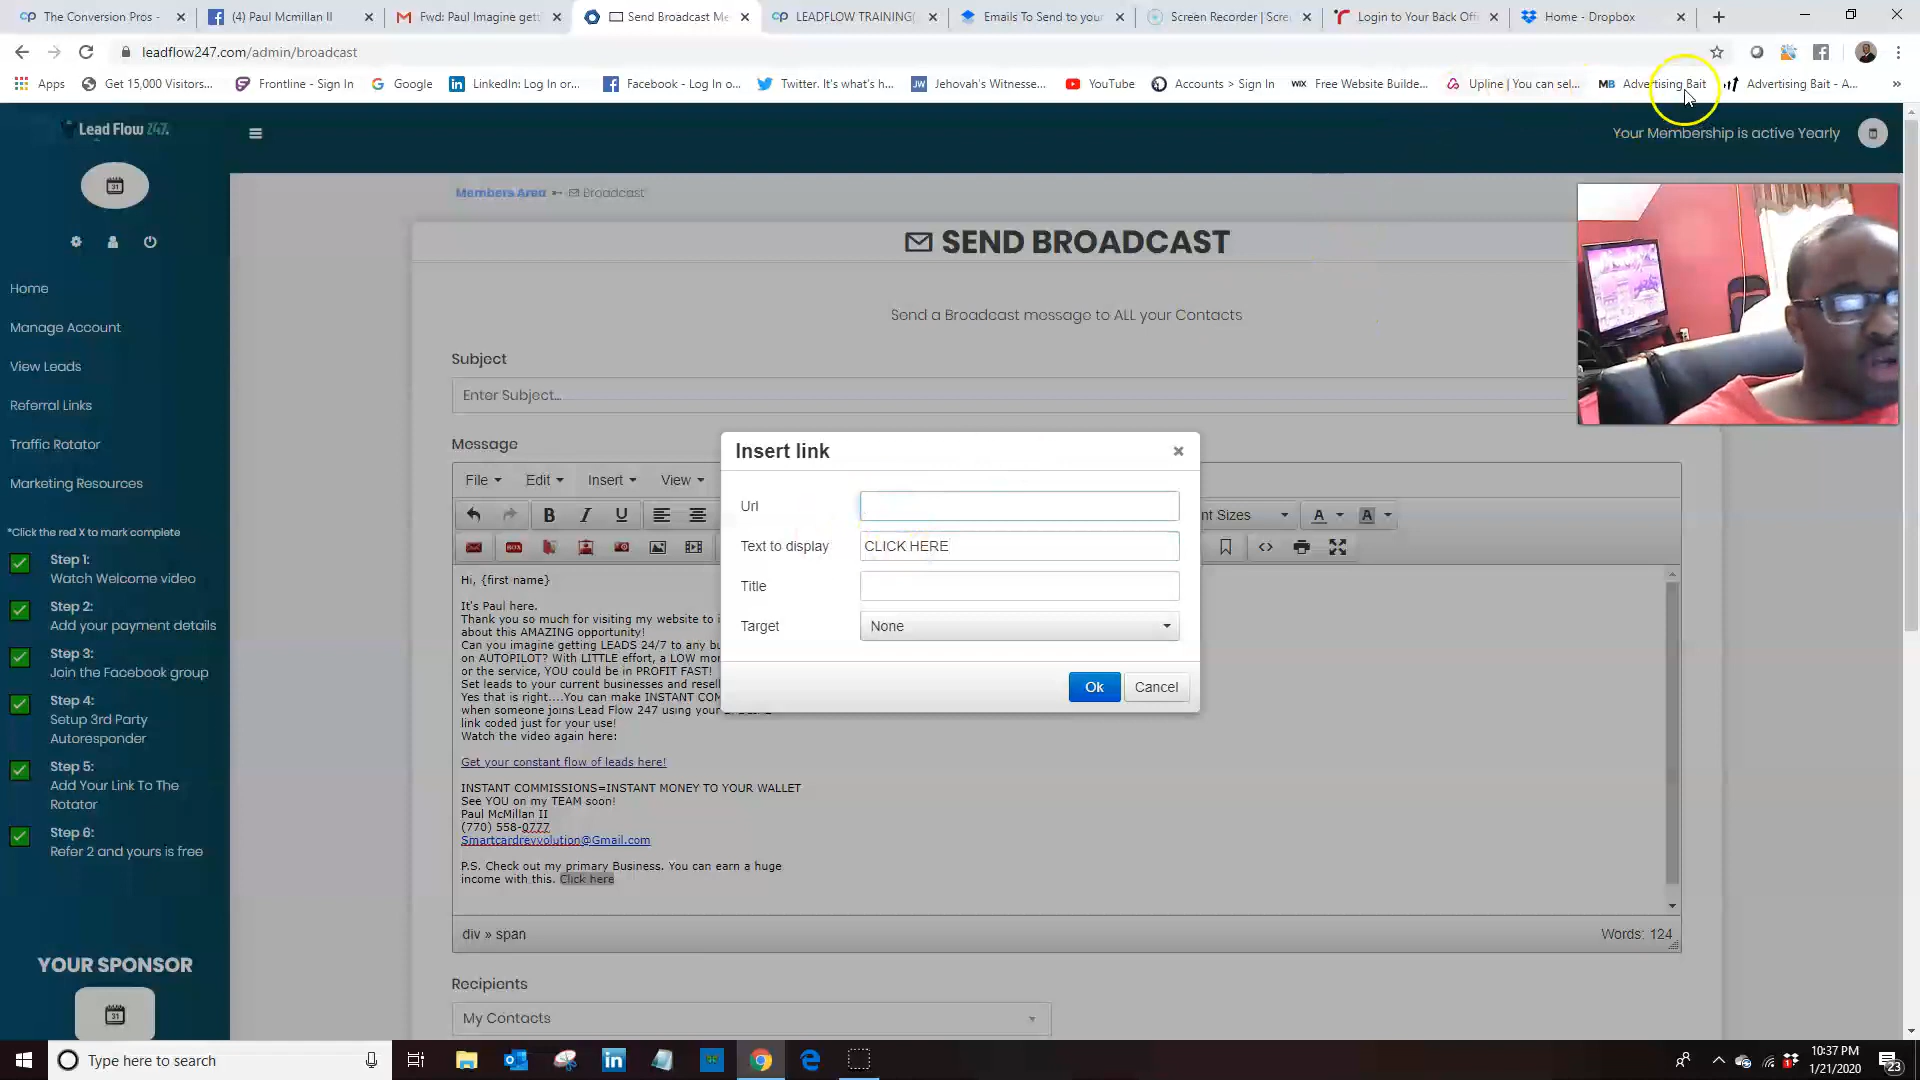 The Conversion Pros -
(4) Paul Mcmillan II
Fwd: Paul Imagine gett
Send Broadcast Me
LEADFLOW TRAINING(
Emails To Send to your
Screen Recorder | Scre
Login to Your Back Offi
Home - Dropbox
leadflow247.com/admin/broadcast
Apps
Get 15,000 Visitors...
Frontline - Sign In
Google
LinkedIn: Log In or...
Facebook - Log In o...
Twitter. It's what's h...
Jehovah's Witnesse...
YouTube
Accounts > Sign In
Free Website Builde...
Upline | You can sel...
Advertising Bait
Advertising Bait - A...
Lead Flow 247.
Your Membership is active Yearly
Home
Manage Account
View Leads
Referral Links
Traffic Rotator
Marketing Resources
*Click the red X to mark complete
Step 1:
Watch Welcome video
Step 2:
Add your payment details
Step 3:
Join the Facebook group
Step 4:
Setup 3rd Party
Autoresponder
Step 5:
Add Your Link To The
Rotator
Step 6:
Refer 2 and yours is free
YOUR SPONSOR
Members Area
Broadcast
SEND BROADCAST
Send a Broadcast message to ALL your Contacts
Subject
Enter Subject...
Message
File Edit Insert View
nt Sizes
Hi, {first name}
It's Paul here.
Thank you so much for visiting my website to
about this AMAZING opportunity!
Can you imagine getting LEADS 24/7 to any bu
on AUTOPILOT? With LITTLE effort, a LOW mor
or the service, YOU could be in PROFIT FAST!
Set leads to your current businesses and resell
Yes that is right....You can make INSTANT COM
when someone joins Lead Flow 247 using your
link coded just for your use!
Watch the video again here:
Get your constant flow of leads here!
INSTANT COMMISSIONS=INSTANT MONEY TO YOUR WALLET
See YOU on my TEAM soon!
Paul McMillan II
(770) 558-0777
Smartcardrevvolution@Gmail.com
P.S. Check out my primary Business. You can earn a huge
income with this. Click here
div » span
Words: 124
Recipients
My Contacts
Insert link
Url
Text to display
CLICK HERE
Title
Target
None
Ok
Cancel
Type here to search
10:37 PM
1/21/2020
23